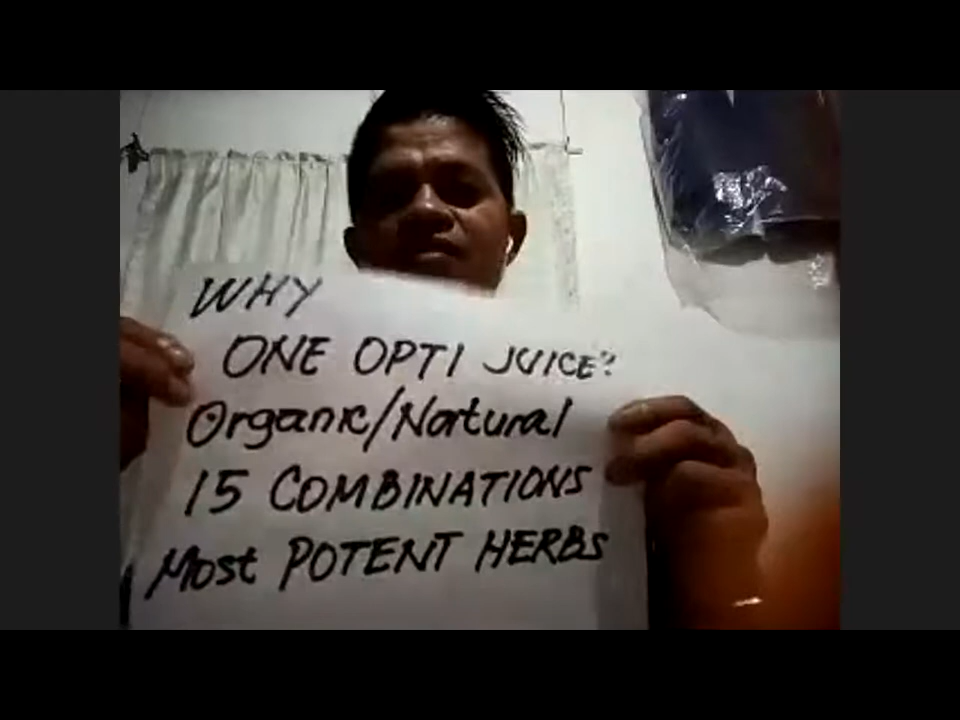 WHY
ONE OPTI JUICE?
Organic/Natural
15 COMBINATIONS
Most POTENT HERBS